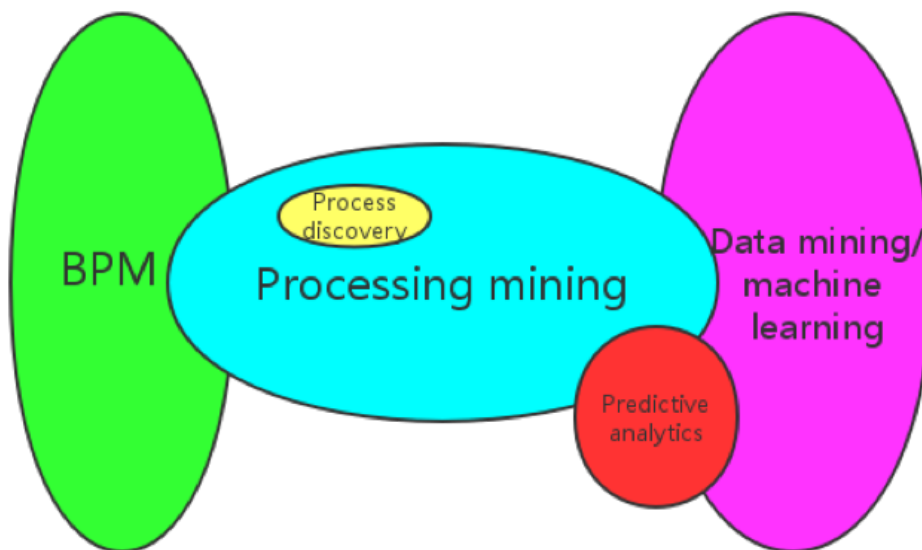 Process
discovery
BPM
Processing mining
Data mining/
machine
learning
Predictive
analytics